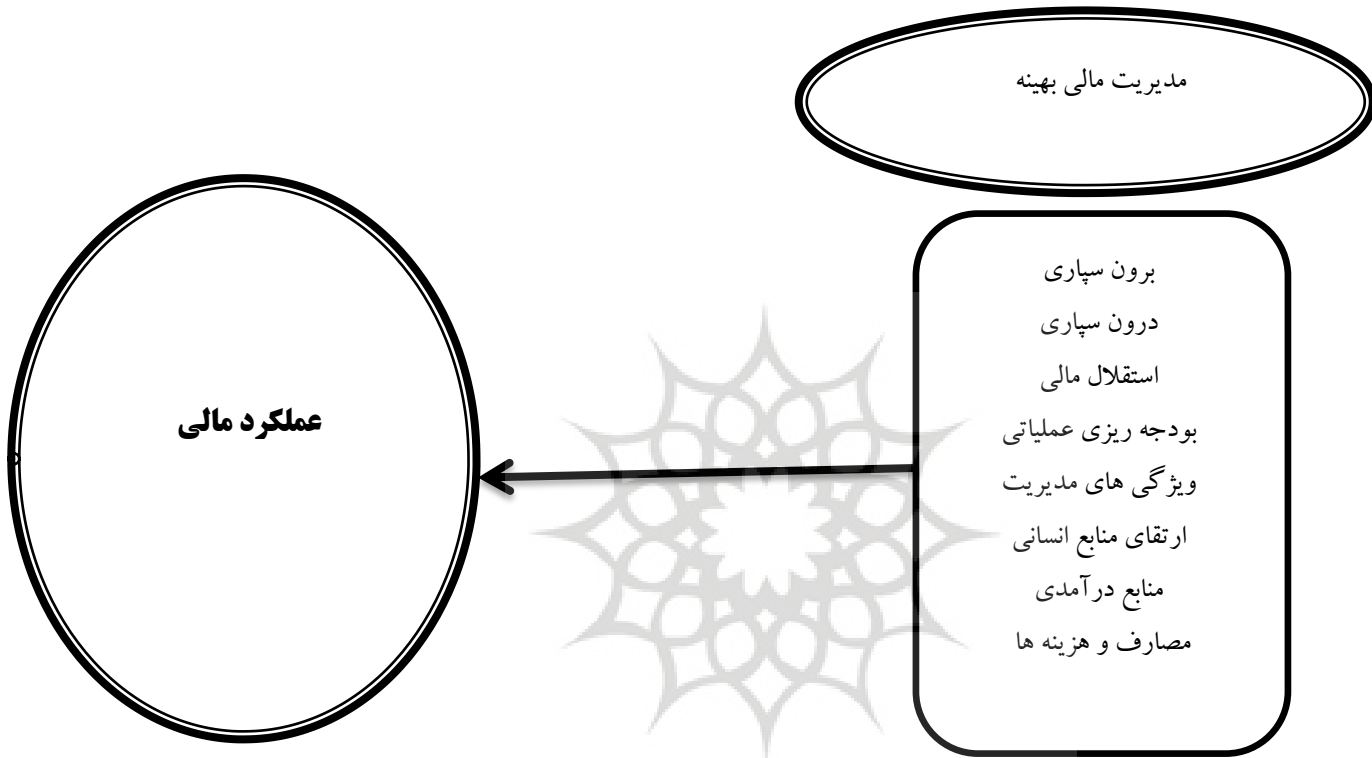 مدیریت مالی بهینه
برون سپاری
درون سپاری
استقلال مالی
بودجه ریزی عملیاتی
ویژگی های مدیریت
ارتقای منابع انسانی
منابع درآمدی
مصارف و هزینه ها
عملکرد مالی